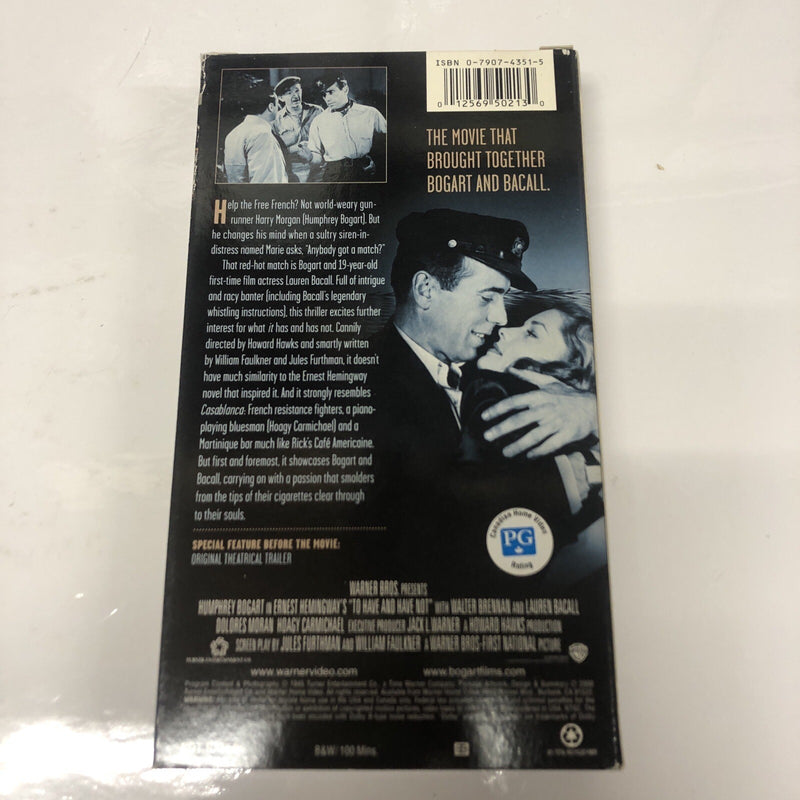 ISBN 0-7907-4351-5
0 12569 50213 0
THE MOVIE THAT
BROUGHT TOGETHER
BOGART AND BACALL.
Help the Free French? Not world-weary gun-
runner Harry Morgan (Humphrey Bogart). But
he changes his mind when a sultry siren-in-
distress named Marie asks, "Anybody got a match?"
That red-hot match is Bogart and 19-year-old
first-time film actress Lauren Bacall. Full of intrigue
and racy banter (including Bacall's legendary
whistling instructions), this thriller excites further
interest for what it has and has not. Cannily
directed by Howard Hawks and smartly written
by William Faulkner and Jules Furthman, it doesn't
have much similarity to the Ernest Hemingway
novel that inspired it. And it strongly resembles
Casablanca: French resistance fighters, a piano-
playing bluesman (Hoagy Carmichael) and a
Martinique bar much like Rick's Café Americaine.
But first and foremost, it showcases Bogart and
Bacall, carrying on with a passion that smolders
from the tips of their cigarettes clear through
to their souls.
Canadian Home Video
PG
Rating
SPECIAL FEATURE BEFORE THE MOVIE:
ORIGINAL THEATRICAL TRAILER
WARNER BROS. PRESENTS
HUMPHREY BOGART IN ERNEST HEMINGWAY'S "TO HAVE AND HAVE NOT" WITH WALTER BRENNAN AND LAUREN BACALL
DOLORES MORAN HOAGY CARMICHAEL EXECUTIVE PRODUCER JACK L. WARNER A HOWARD HAWKS PRODUCTION
SCREEN PLAY BY JULES FURTHMAN AND WILLIAM FAULKNER A WARNER BROS.-FIRST NATIONAL PICTURE
www.warnervideo.com www.bogartfilms.com
B&W/100 Mins.